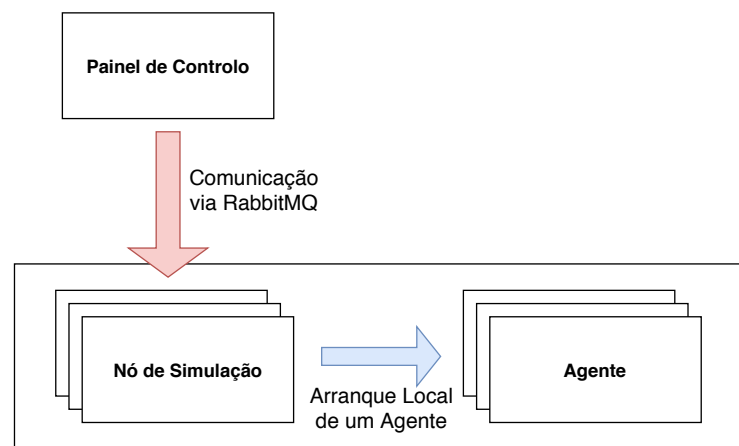 Painel de Controlo
Comunicação
via RabbitMQ
Nó de Simulação
Arranque Local
de um Agente
Agente